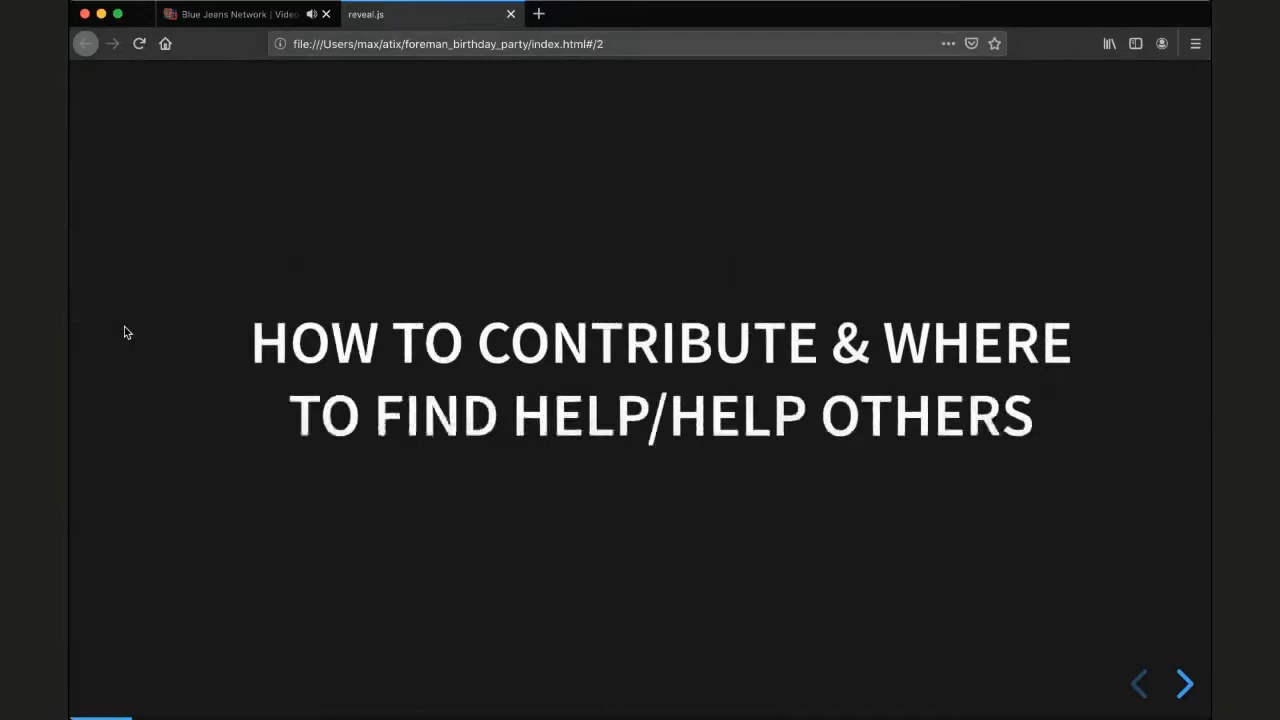 Blue Jeans Network | Video
reveal.js
file:///Users/max/atix/foreman_birthday_party/index.html#/2
HOW TO CONTRIBUTE & WHERE
TO FIND HELP/HELP OTHERS